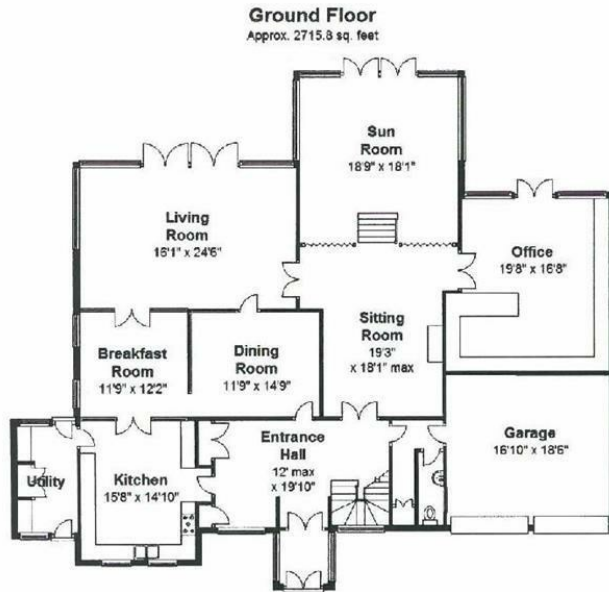 Ground Floor
Approx. 2715.8 sq. feet
Sun
Room
18'9" x 18'1"
Living
Room
16'1" x 24'6"
Office
19'8" x 16'8"
Sitting
Room
19'3"
x 18'1" max
Breakfast
Room
11'9" x 12'2"
Dining
Room
11'9" x 14'9"
Garage
16'10" x 18'6"
Entrance
Hall
12' max
x 19'10"
Utility
Kitchen
15'8" x 14'10"